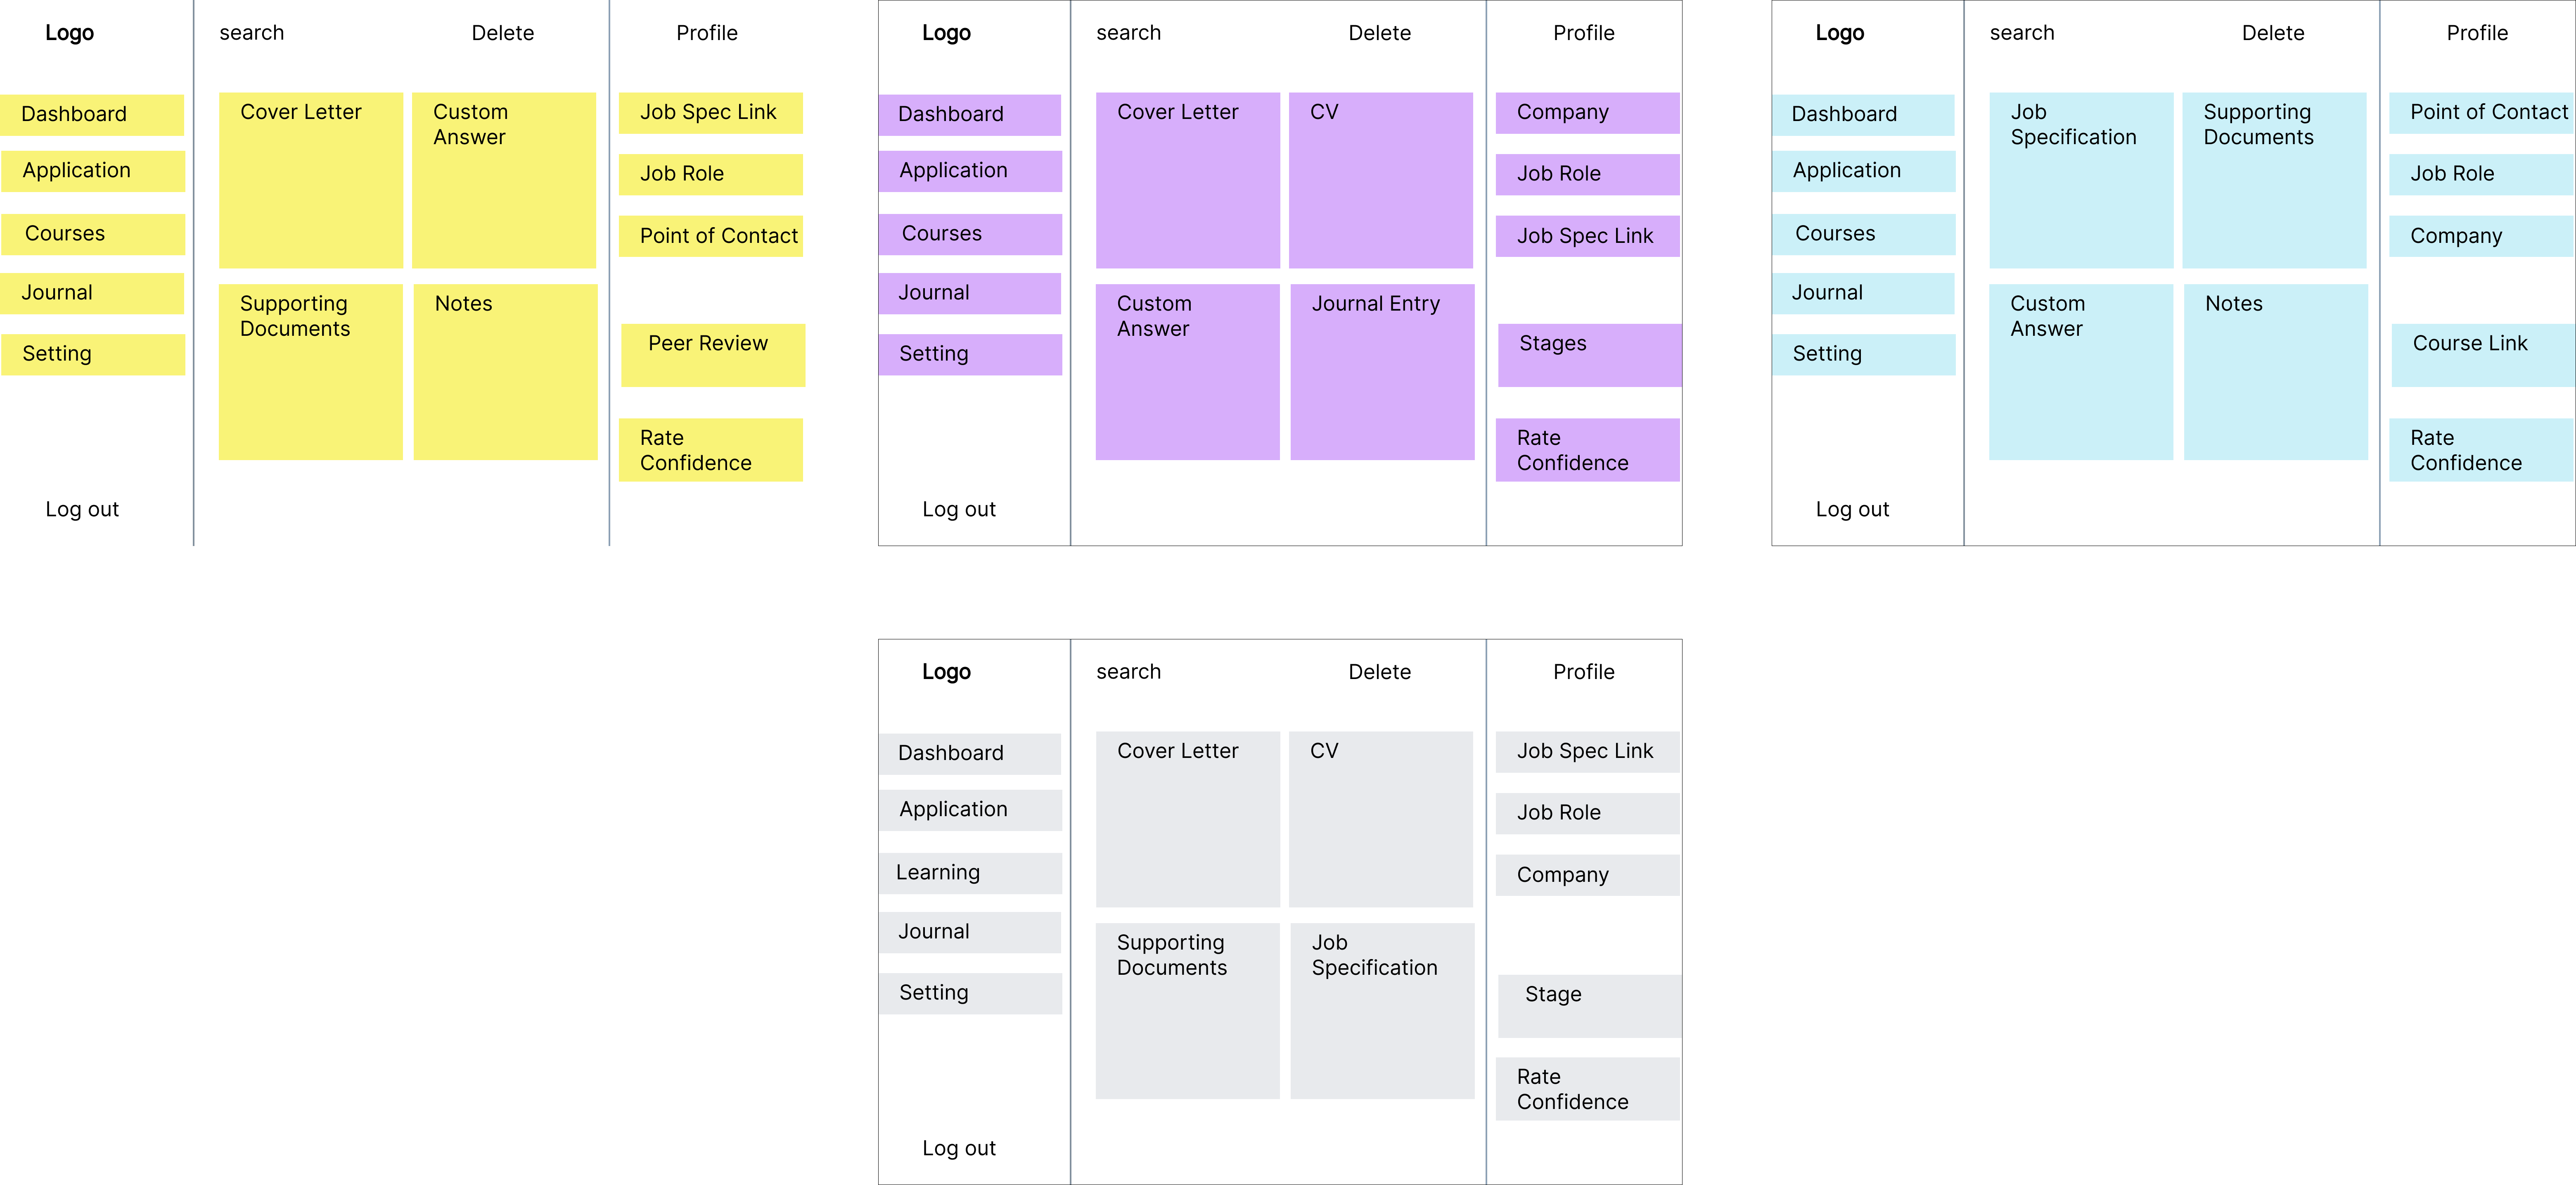 Logo
search
Delete
Profile
Dashboard
Application
Courses
Journal
Setting
Log out
Cover Letter
Custom
Answer
Supporting
Documents
Notes
Job Spec Link
Job Role
Point of Contact
Peer Review
Rate
Confidence
Logo
search
Delete
Profile
Dashboard
Application
Courses
Journal
Setting
Log out
Cover Letter
CV
Custom
Answer
Journal Entry
Company
Job Role
Job Spec Link
Stages
Rate
Confidence
Logo
search
Delete
Profile
Dashboard
Application
Courses
Journal
Setting
Log out
Job
Specification
Supporting
Documents
Custom
Answer
Notes
Point of Contact
Job Role
Company
Course Link
Rate
Confidence
Logo
search
Delete
Profile
Dashboard
Application
Learning
Journal
Setting
Log out
Cover Letter
CV
Supporting
Documents
Job
Specification
Job Spec Link
Job Role
Company
Stage
Rate
Confidence